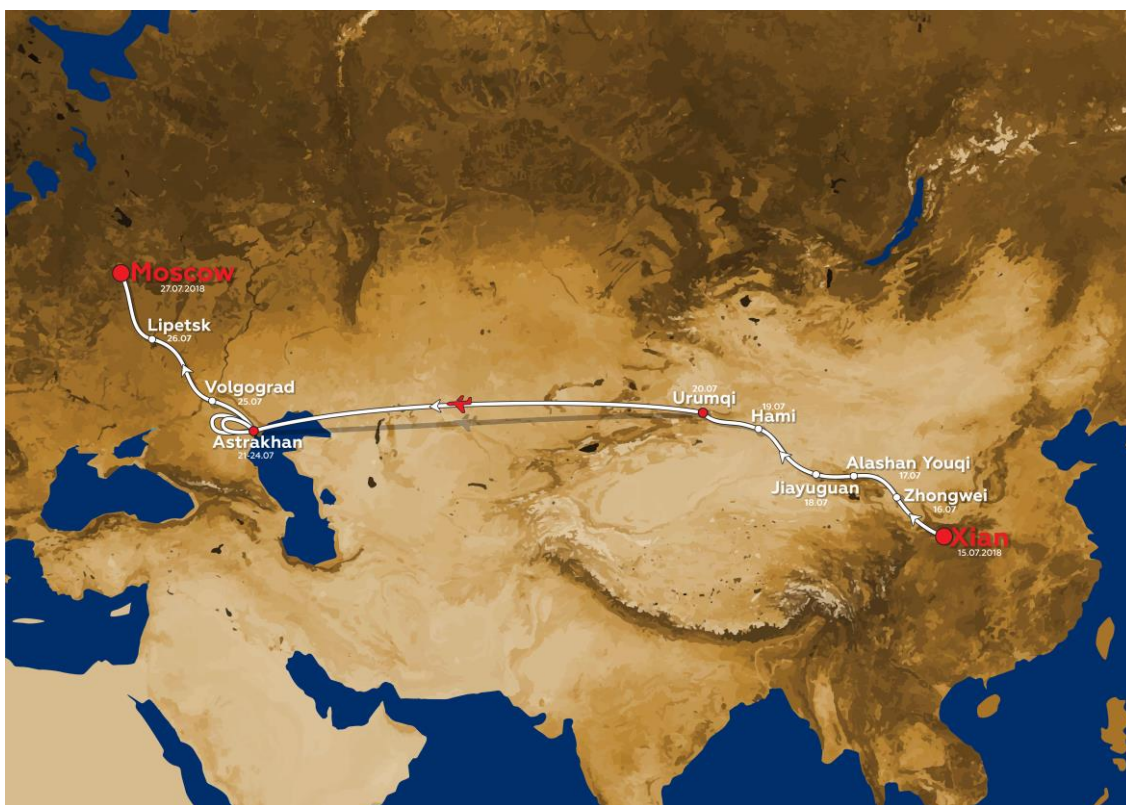 Moscow
27.07.2018
Lipetsk
26.07
Volgograd
25.07
Astrakhan
21-24.07
20.07
Urumqi
19.07
Hami
Alashan Youqi
17.07
Jiayuguan
18.07
Zhongwei
16.07
Xian
15.07.2018